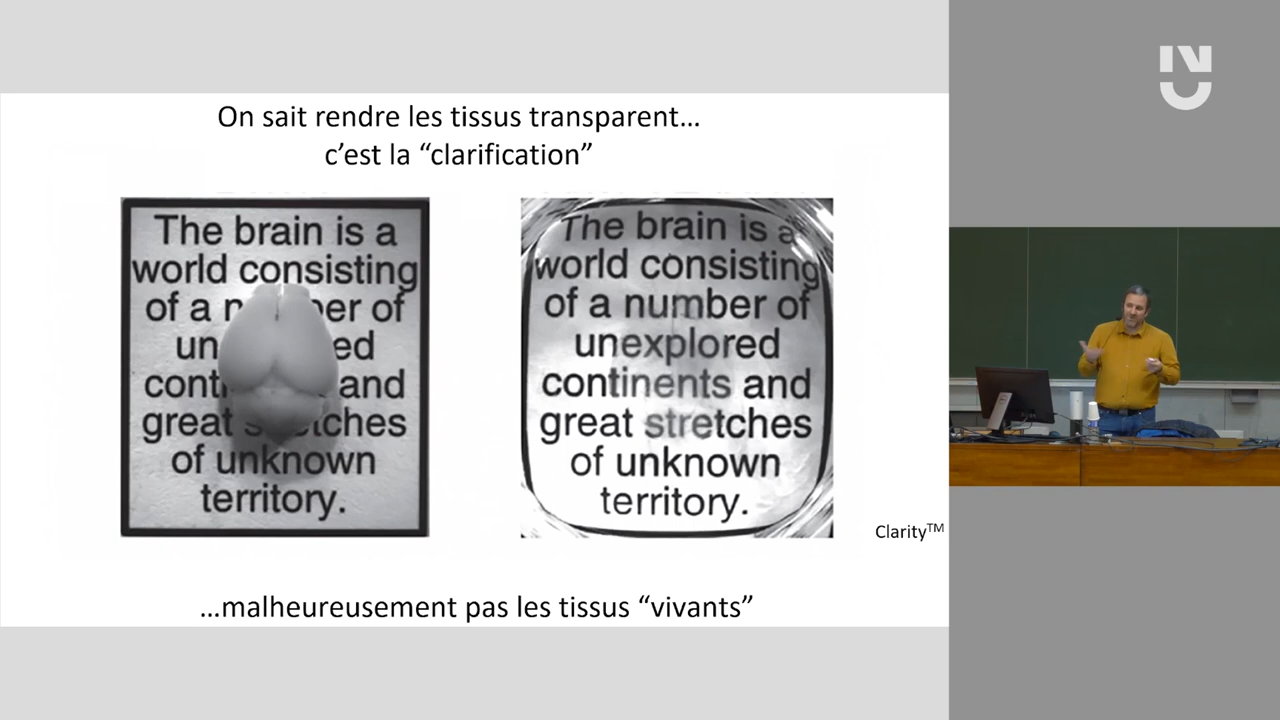 On sait rendre les tissus transparent...
c’est la “clarification”
The brain is a
world consisting
of a n per of
un ed
cont and
great s tches
of unknown
territory.
The brain is a
world consisting
of a number of
unexplored
continents and
great stretches
of unknown
territory.
Clarity™
...malheureusement pas les tissus “vivants”